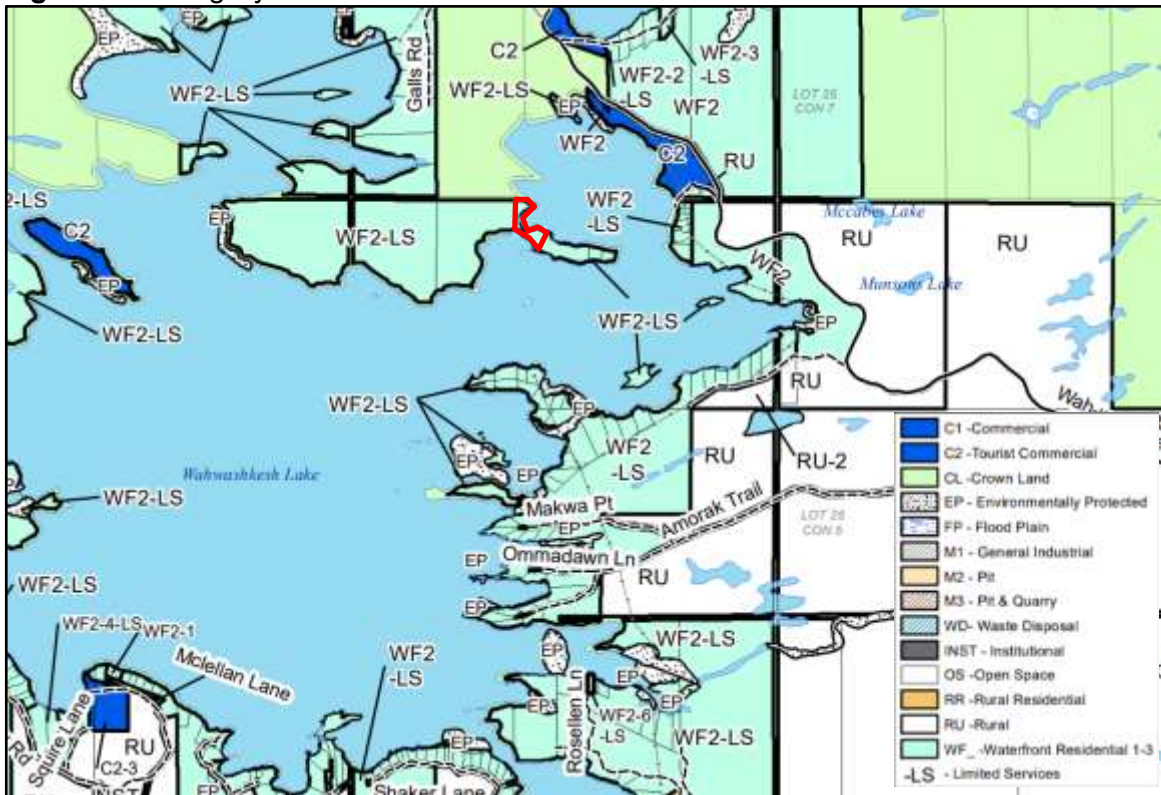 EP
C2
WF2-3
-LS
WF2-LS
Galls Rd
WF2-2
-LS
WF2-LS
EP
WF2
LOT 26
CON 7
WF2
C2
RU
WF2
-LS
Mccabes Lake
RU
RU
EP
WF2-LS
C2
EP
WF-2
Munsons Lake
WF2-LS
WF2-LS
EP
RU
WF2-LS
EP
WF2
-LS
RU
RU-2
EP
Wahwashkesh Lake
EP
WF2-LS
Makwa Pt
EP
Amorak Trail
LOT 26
CON 6
Ommadawn Ln
EP
RU
WF2-LS
EP
WF2-4-LS
WF2-1
Mclellan Lane
WF2
-LS
EP
WF2-LS
EP
EP
Squire Lane
Rd
RU
C2-3
INST
EP
Rosellen Ln
WF2-6
-LS
WF2-LS
EP
EP
Shaker Lane
C1 -Commercial
C2 -Tourist Commercial
CL -Crown Land
EP - Environmentally Protected
FP - Flood Plain
M1 - General Industrial
M2 - Pit
M3 - Pit & Quarry
WD- Waste Disposal
INST - Institutional
OS -Open Space
RR -Rural Residential
RU -Rural
WF_ -Waterfront Residential 1-3
-LS - Limited Services